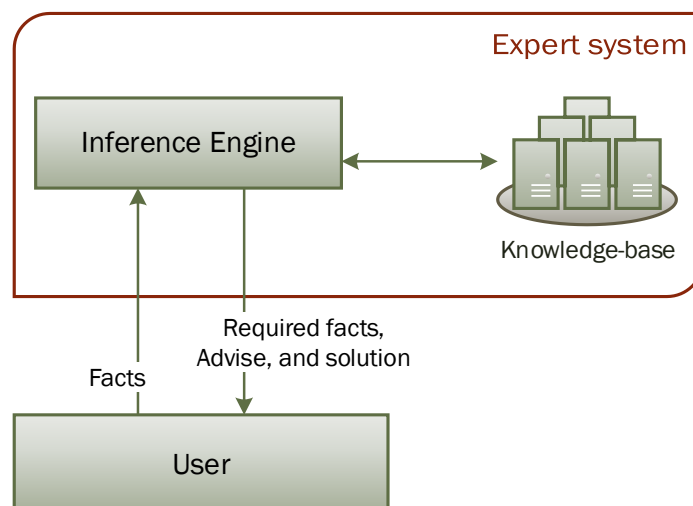 Expert system
Inference Engine
Knowledge-base
Required facts,
Advise, and solution
Facts
User